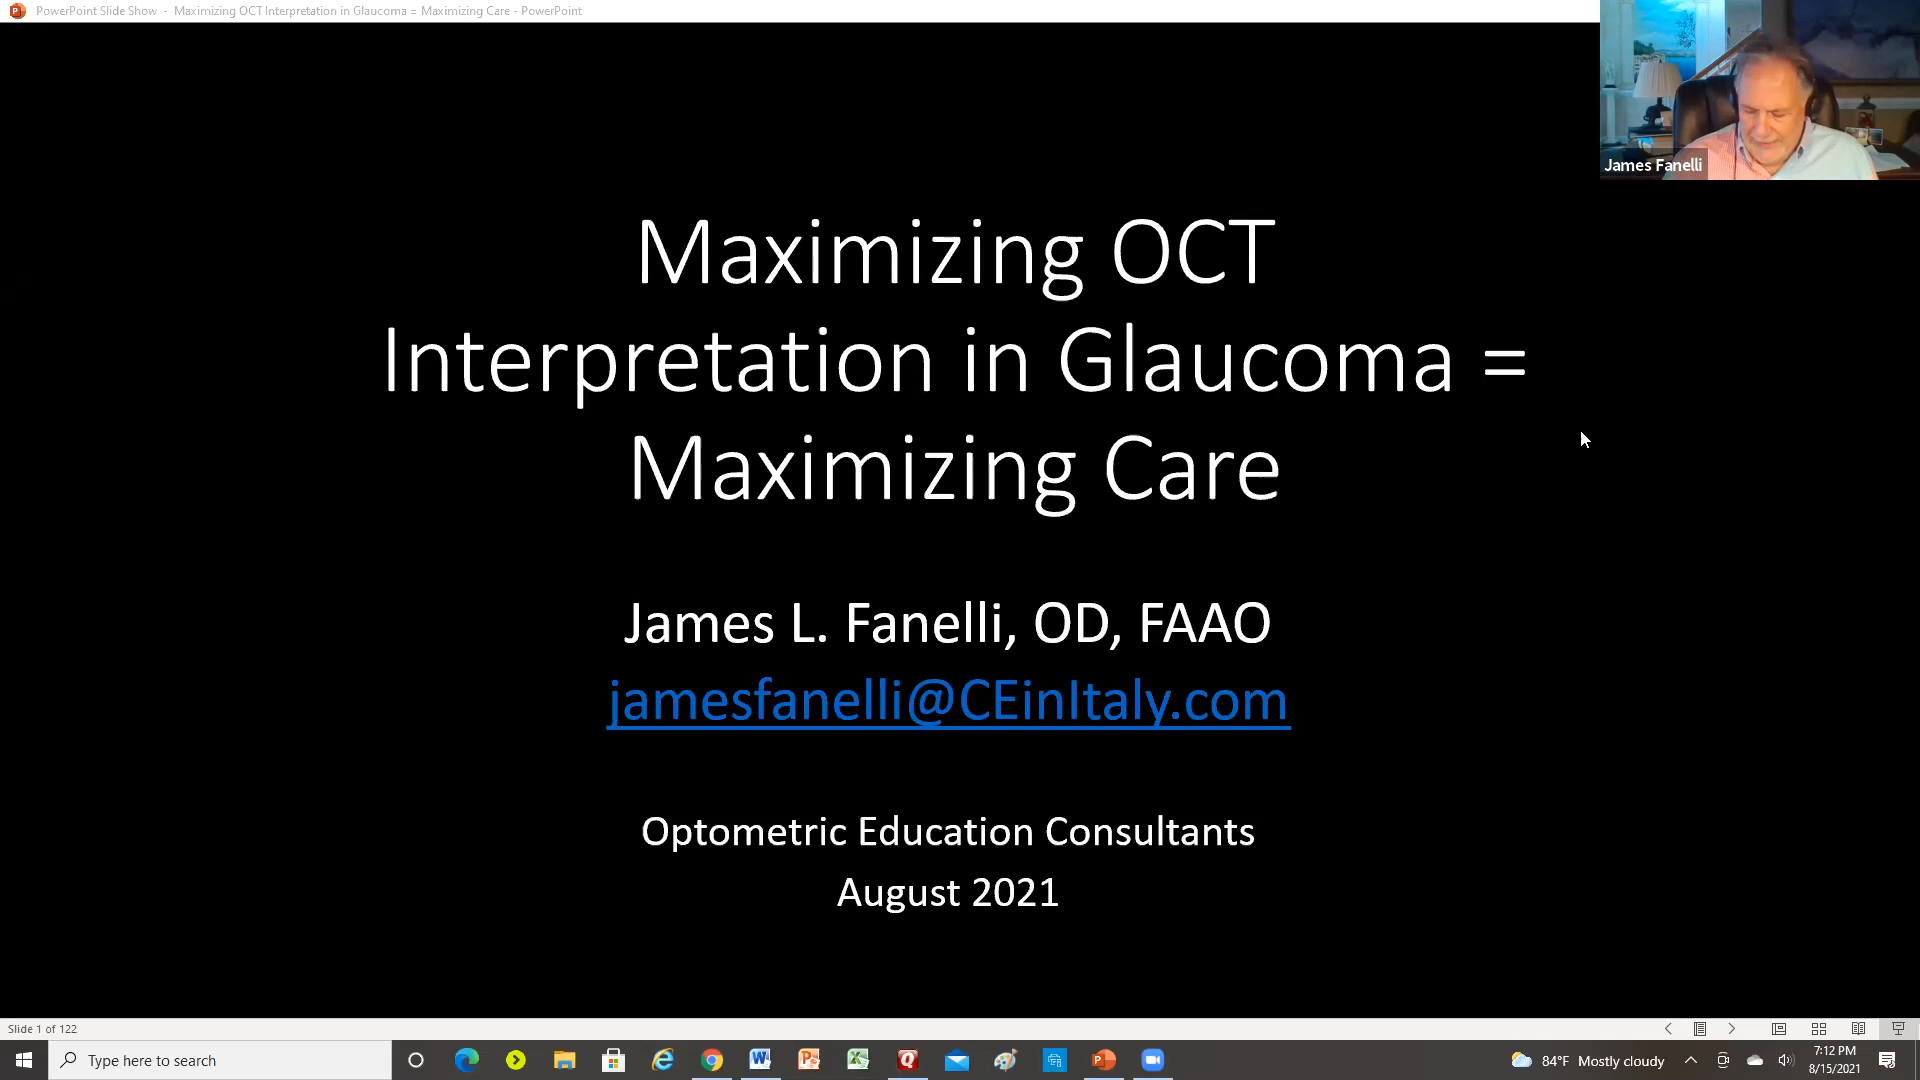 PowerPoint Slide Show - Maximizing OCT Interpretation in Glaucoma = Maximizing Care - PowerPoint
James Fanelli
Maximizing OCT
Interpretation in Glaucoma =
Maximizing Care
James L. Fanelli, OD, FAAO
jamesfanelli@CEinItaly.com
Optometric Education Consultants
August 2021
Slide 1 of 122
Type here to search
84°F Mostly cloudy
7:12 PM
8/15/2021